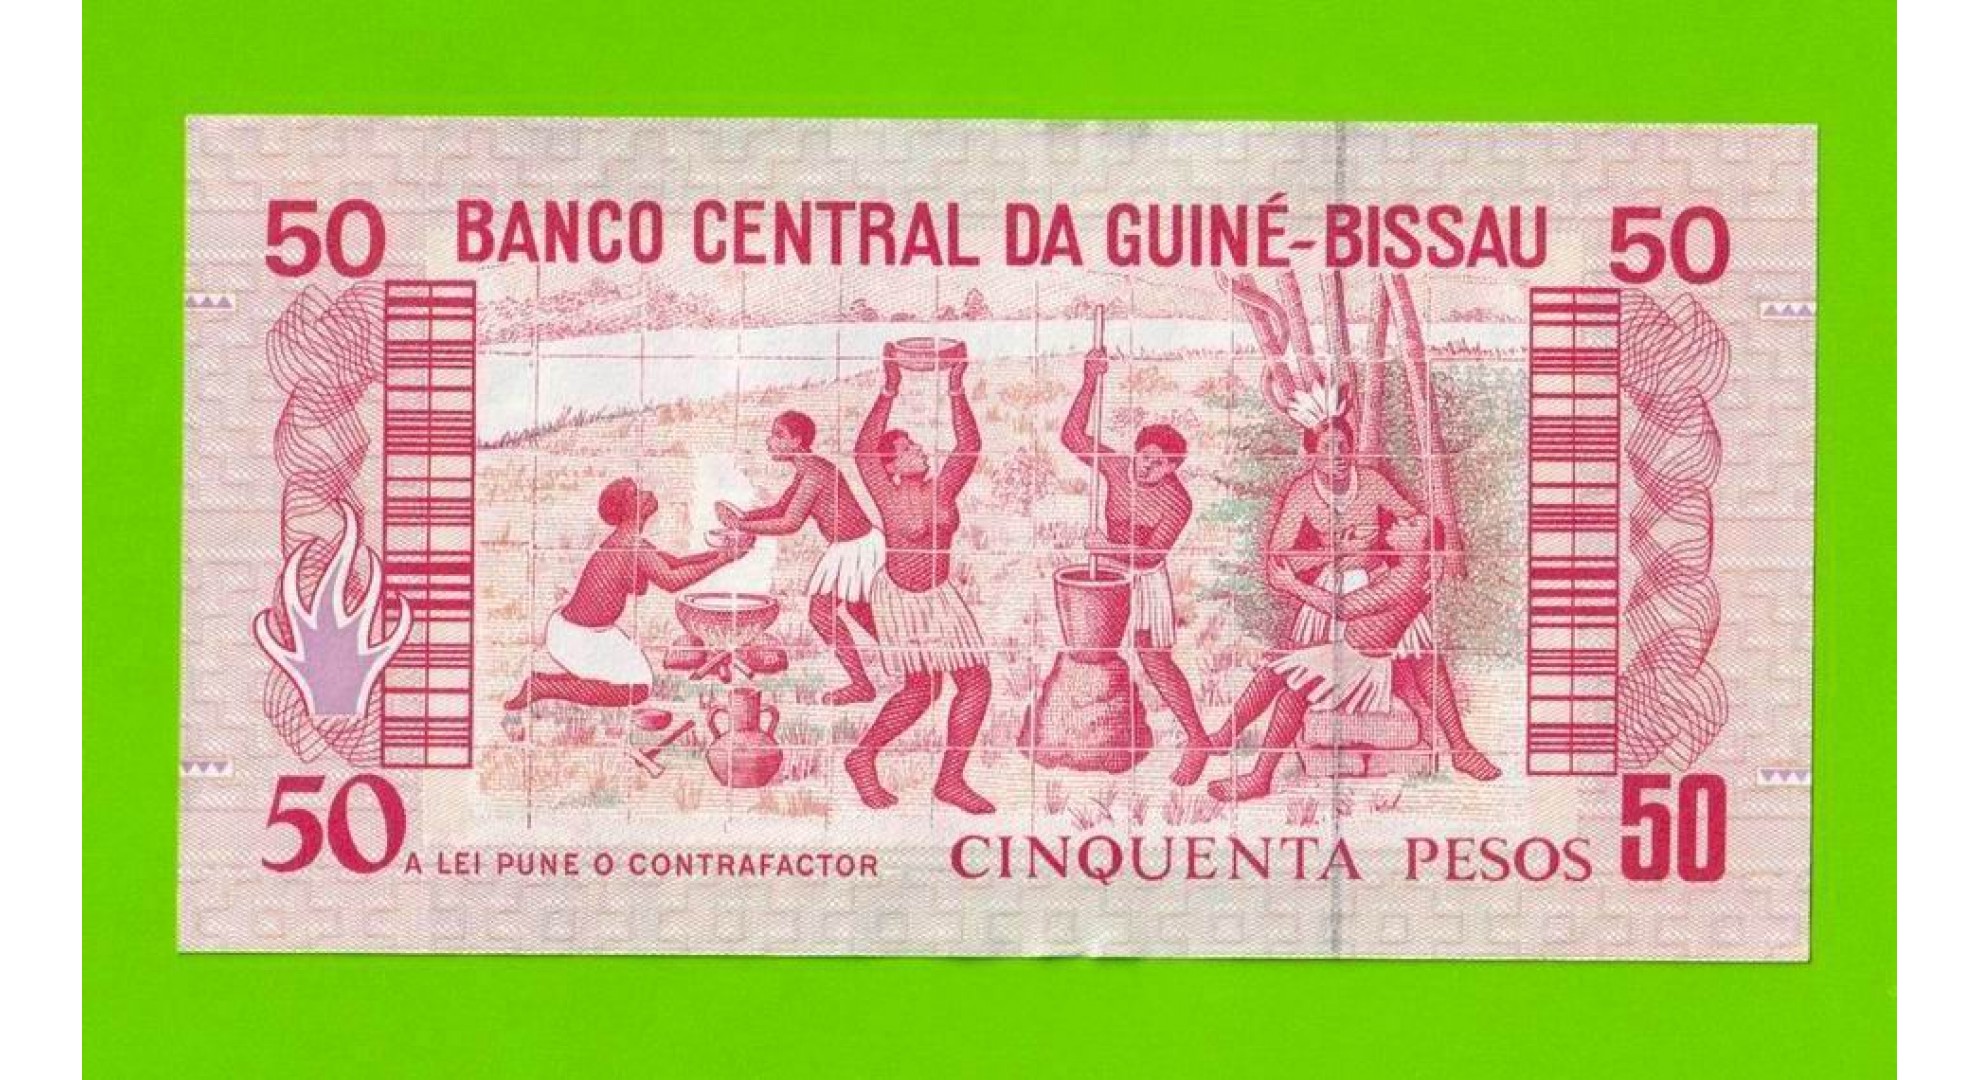 50 BANCO CENTRAL DA GUINÉ-BISSAU 50
50 A LEI PUNE O CONTRAFACTOR CINQUENTA PESOS 50